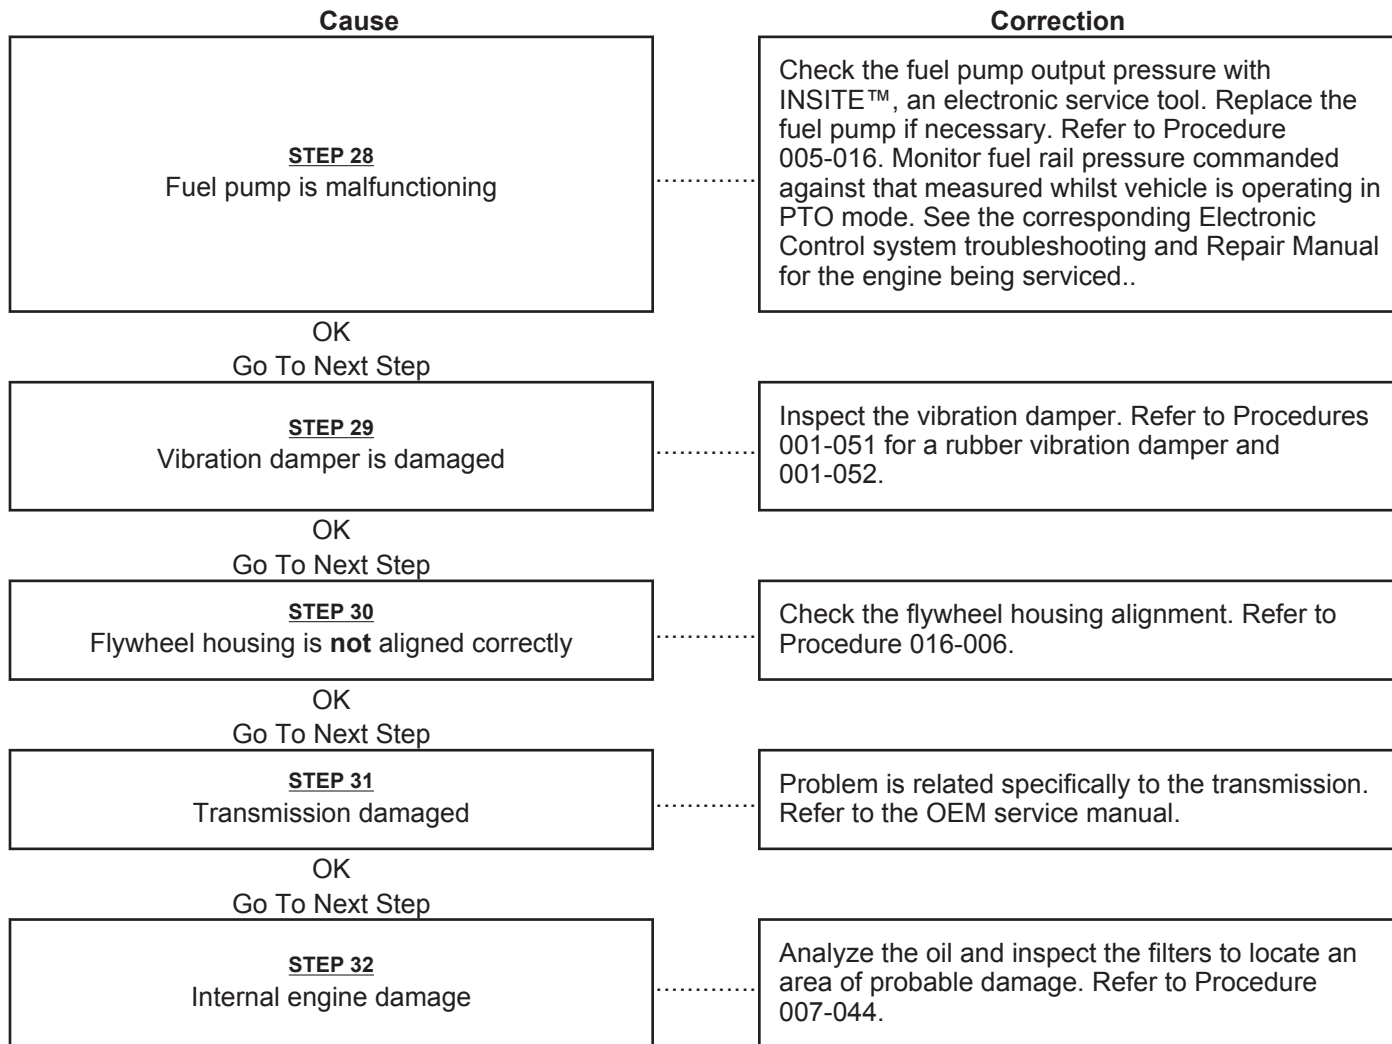 Cause
Correction
STEP 28
Fuel pump is malfunctioning
.............
Check the fuel pump output pressure with
INSITE™, an electronic service tool. Replace the
fuel pump if necessary. Refer to Procedure
005-016. Monitor fuel rail pressure commanded
against that measured whilst vehicle is operating in
PTO mode. See the corresponding Electronic
Control system troubleshooting and Repair Manual
for the engine being serviced..
OK
Go To Next Step
STEP 29
Vibration damper is damaged
.............
Inspect the vibration damper. Refer to Procedures
001-051 for a rubber vibration damper and
001-052.
OK
Go To Next Step
STEP 30
Flywheel housing is not aligned correctly
.............
Check the flywheel housing alignment. Refer to
Procedure 016-006.
OK
Go To Next Step
STEP 31
Transmission damaged
.............
Problem is related specifically to the transmission.
Refer to the OEM service manual.
OK
Go To Next Step
STEP 32
Internal engine damage
.............
Analyze the oil and inspect the filters to locate an
area of probable damage. Refer to Procedure
007-044.